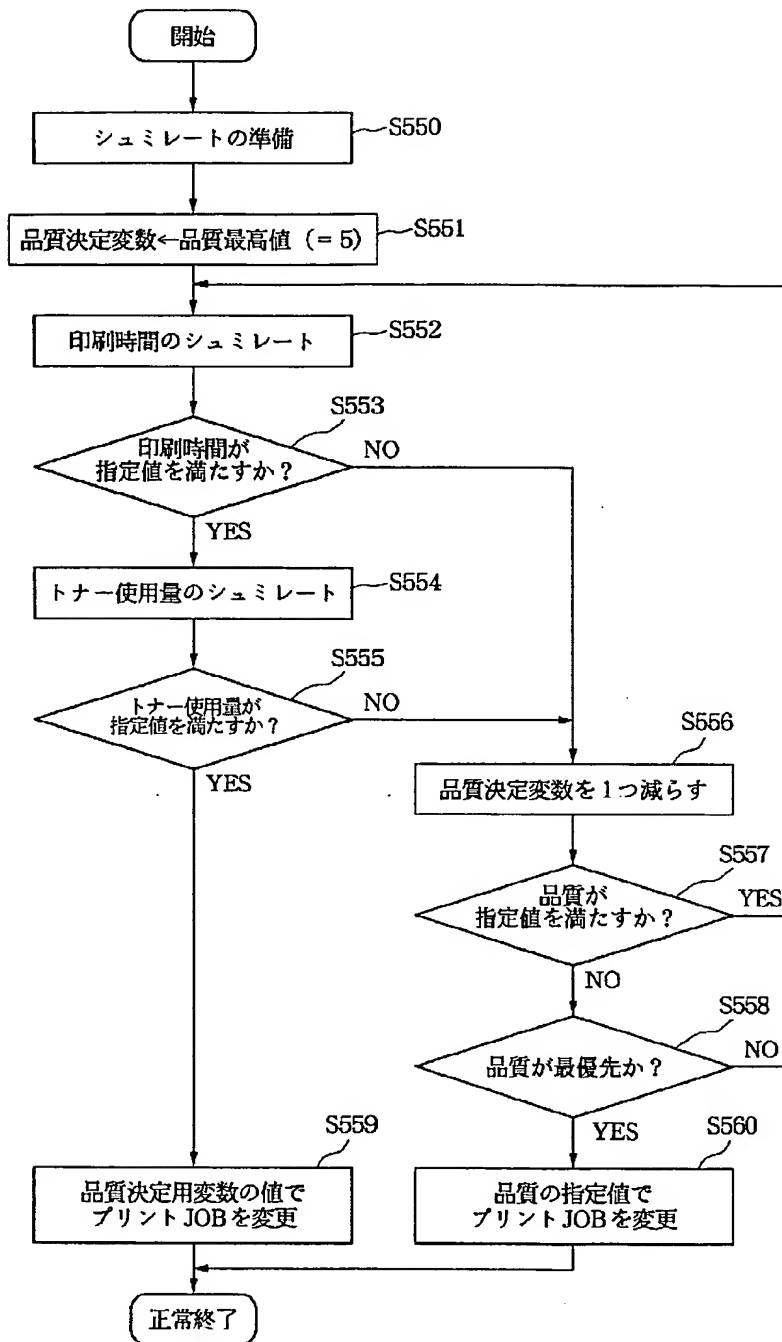 開始
シュミレートの準備
S550
品質決定変数←品質最高値 (= 5)
S551
印刷時間のシュミレート
S552
S553
印刷時間が
指定値を満たすか?
NO
YES
トナー使用量のシュミレート
S554
S555
トナー使用量が
指定値を満たすか?
NO
YES
S556
品質決定変数を1つ減らす
S557
品質が
指定値を満たすか?
YES
NO
S558
品質が最優先か?
NO
YES
S559
品質決定用変数の値で
プリント JOB を変更
S560
品質の指定値で
プリント JOB を変更
正常終了